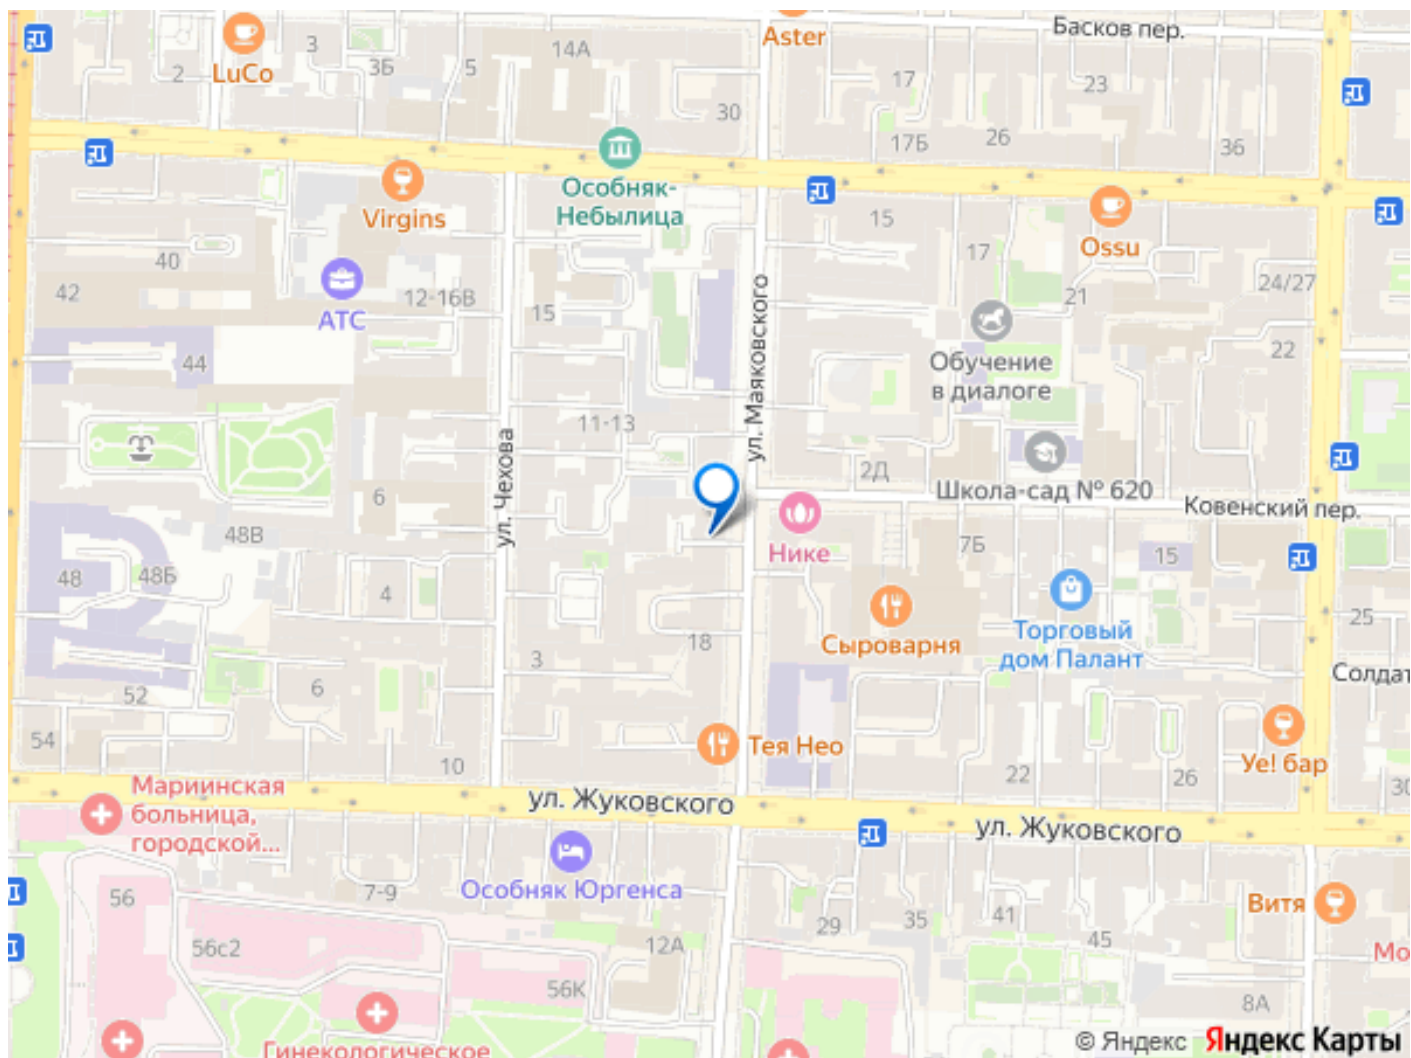 Басков пер.
Aster
LuCo
3
3Б
2
5
14А
30
17
23
17Б
26
36
Особняк-
Небылица
Virgins
15
17
Ossu
40
42
12-16В
АТС
15
ул. Маяковского
21
24/27
22
44
Обучение
в диалоге
11-13
ул. Чехова
2Д
Школа-сад № 620
Ковенский пер.
6
48В
Нике
7Б
15
48
48Б
4
25
Сыроварня
Торговый
дом Палант
18
3
Солдат
52
6
54
Тея Нео
10
22
26
Уе! бар
30
Мариинская
больница,
городской...
ул. Жуковского
ул. Жуковского
Особняк Юргенса
7-9
56
Витя
29
35
41
45
56с2
12А
Мо
56К
8А
Гинекологическое
© Яндекс Яндекс Карты